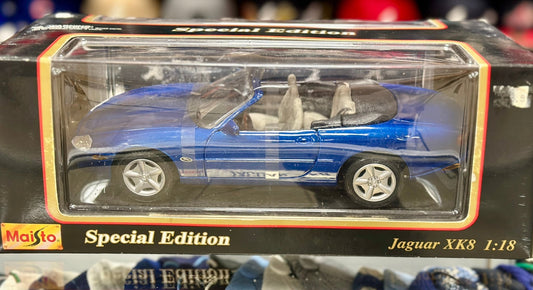 Special Edition
Maisto
Special Edition
Jaguar XK8 1:18